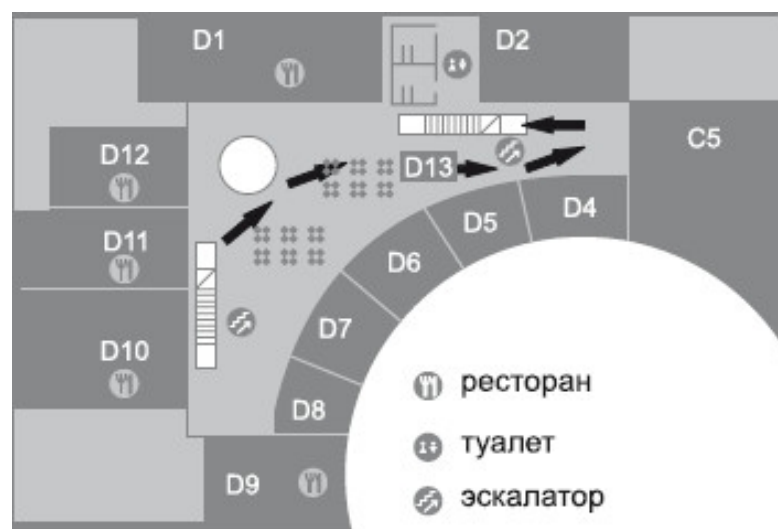 D1
D2
C5
D12
D13
D11
D4
D5
D6
D7
D10
D8
D9
ресторан
туалет
эскалатор